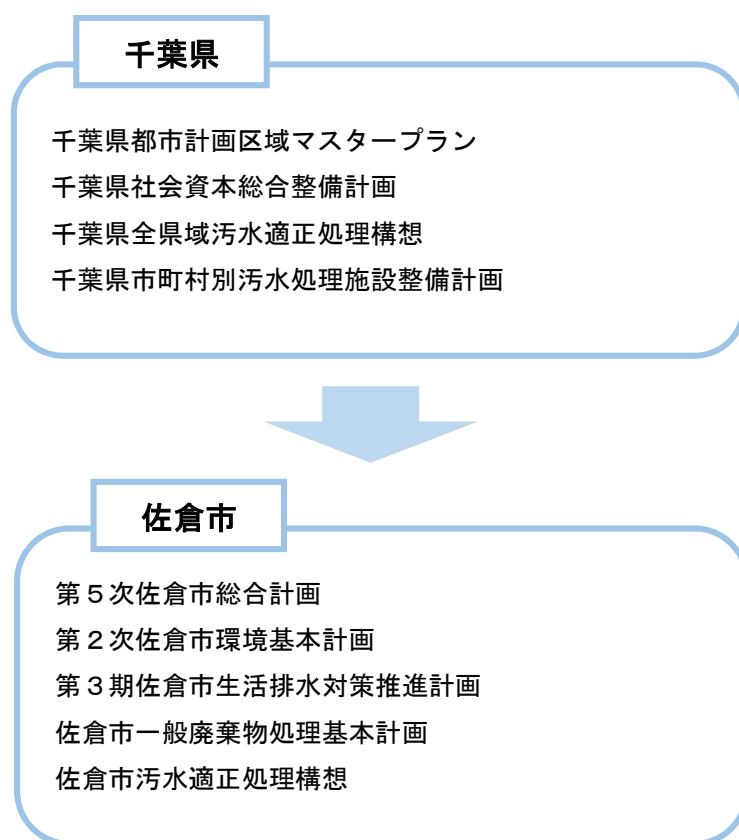 千葉県
千葉県都市計画区域マスタープラン
千葉県社会資本総合整備計画
千葉県全県域汚水適正処理構想
千葉県市町村別汚水処理施設整備計画
佐倉市
第５次佐倉市総合計画
第２次佐倉市環境基本計画
第３期佐倉市生活排水対策推進計画
佐倉市一般廃棄物処理基本計画
佐倉市汚水適正処理構想